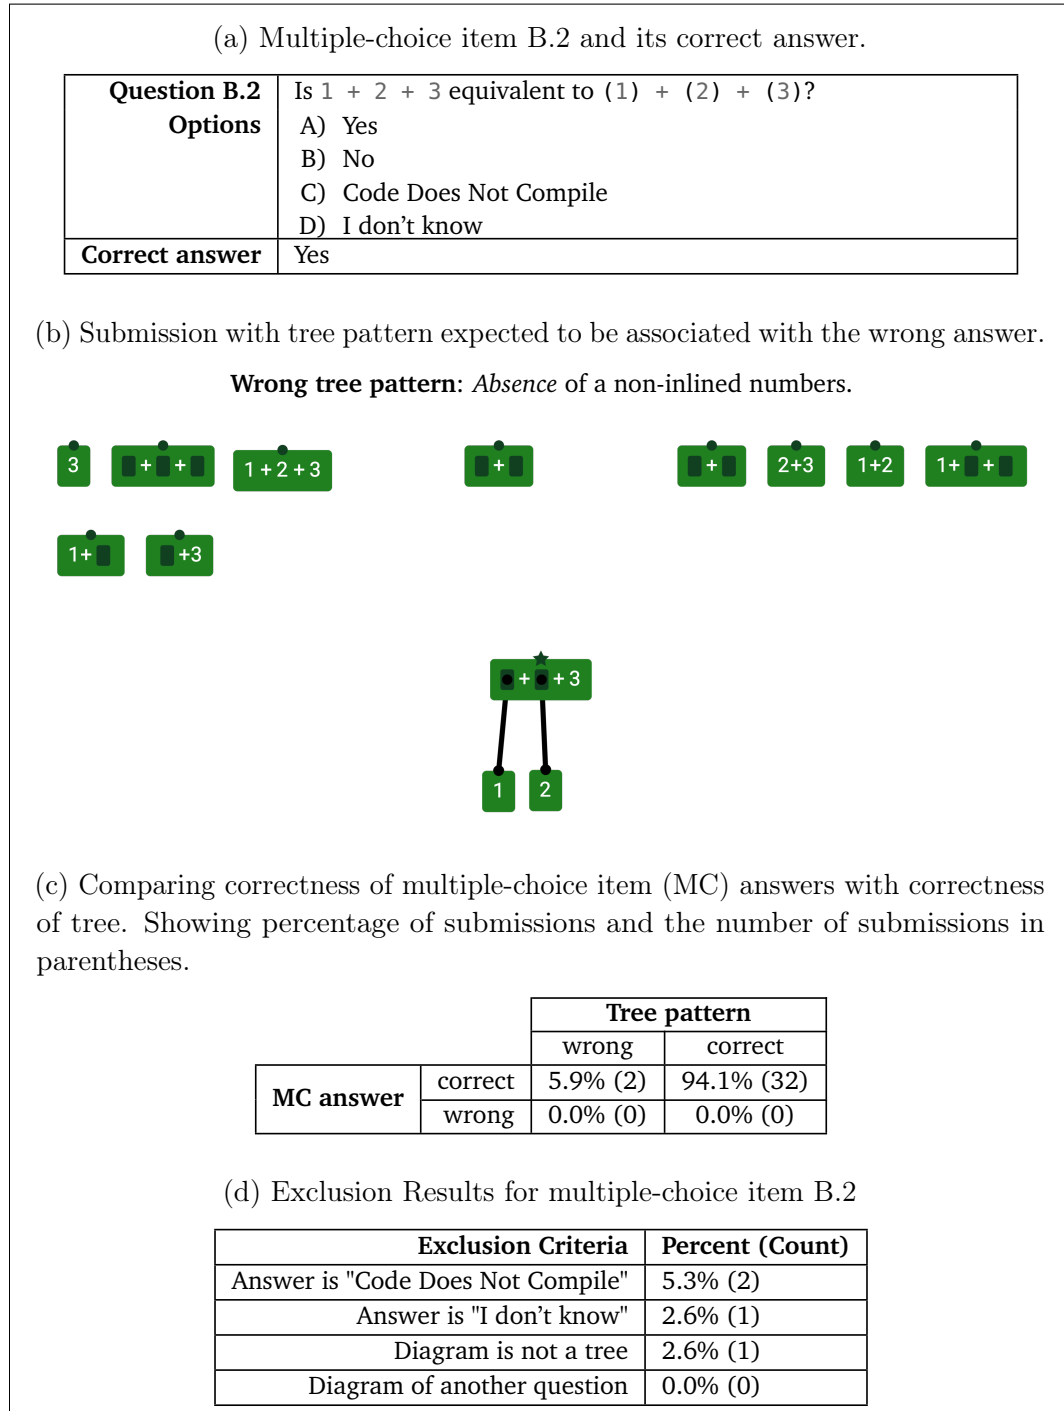 (a) Multiple-choice item B.2 and its correct answer.
Question B.2 Is 1 + 2 + 3 equivalent to (1) + (2) + (3)?
Options A) Yes
B) No
C) Code Does Not Compile
D) I don't know
Correct answer Yes
(b) Submission with tree pattern expected to be associated with the wrong answer.
Wrong tree pattern: Absence of a non-inlined numbers.
3 + + 1 + 2 + 3 + + 2+3 1+2 1+ +
1+ +3
+ + 3
1 2
(c) Comparing correctness of multiple-choice item (MC) answers with correctness
of tree. Showing percentage of submissions and the number of submissions in
parentheses.
Tree pattern
wrong correct
MC answer correct 5.9% (2) 94.1% (32)
wrong 0.0% (0) 0.0% (0)
(d) Exclusion Results for multiple-choice item B.2
Exclusion Criteria Percent (Count)
Answer is "Code Does Not Compile" 5.3% (2)
Answer is "I don't know" 2.6% (1)
Diagram is not a tree 2.6% (1)
Diagram of another question 0.0% (0)